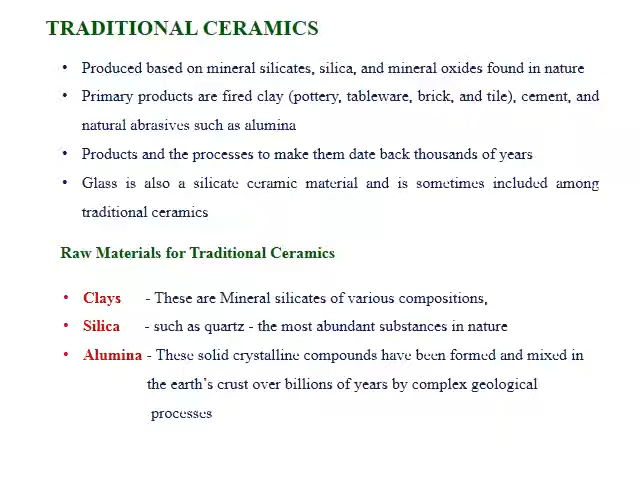 TRADITIONAL CERAMICS
• Produced based on mineral silicates, silica, and mineral oxides found in nature
• Primary products are fired clay (pottery, tableware, brick, and tile), cement, and
natural abrasives such as alumina
• Products and the processes to make them date back thousands of years
• Glass is also a silicate ceramic material and is sometimes included among
traditional ceramics
Raw Materials for Traditional Ceramics
• Clays - These are Mineral silicates of various compositions,
• Silica - such as quartz - the most abundant substances in nature
• Alumina - These solid crystalline compounds have been formed and mixed in
the earth's crust over billions of years by complex geological
processes